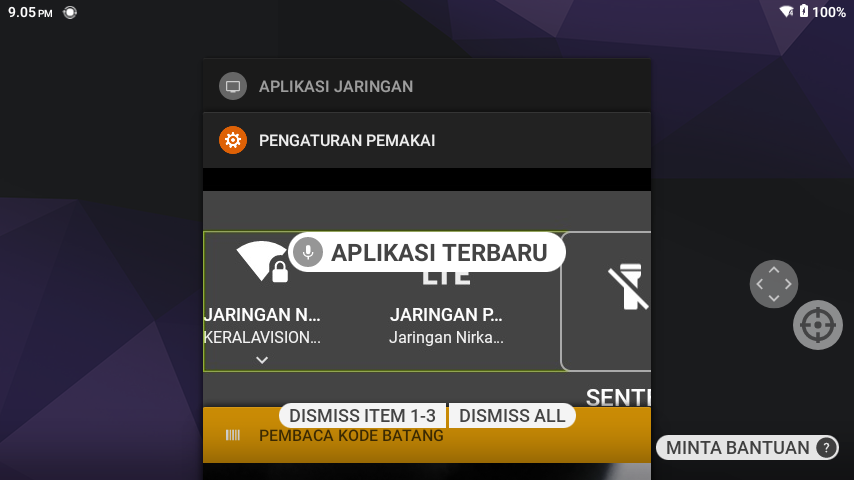 9.05 PM
100%
APLIKASI JARINGAN
PENGATURAN PEMAKAI
APLIKASI TERBARU
LTE
JARINGAN N...
JARINGAN P...
KERALAVISION...
Jaringan Nirka...
SENT
DISMISS ITEM 1-3
DISMISS ALL
PEMBACA KODE BATANG
MINTA BANTUAN ?